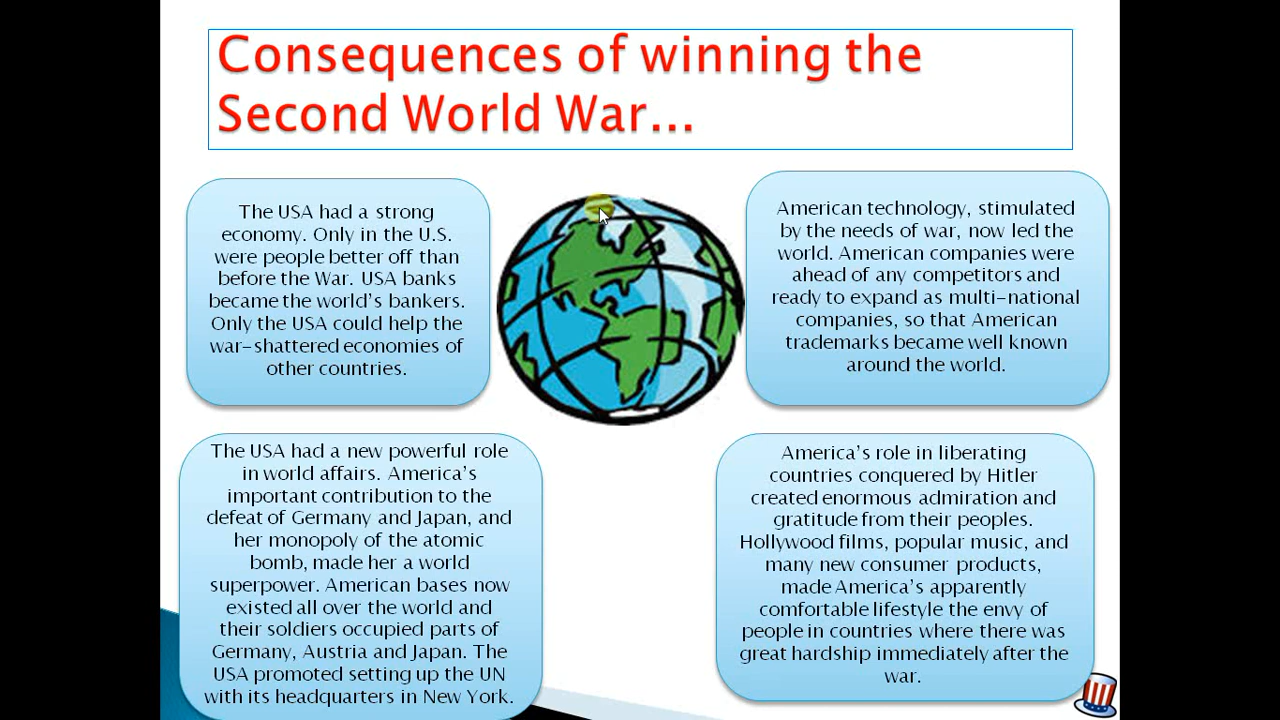 Consequences of winning the
Second World War...
The USA had a strong
economy. Only in the U.S.
were people better off than
before the War. USA banks
became the world's bankers.
Only the USA could help the
war-shattered economies of
other countries.
American technology, stimulated
by the needs of war, now led the
world. American companies were
ahead of any competitors and
ready to expand as multi-national
companies, so that American
trademarks became well known
around the world.
The USA had a new powerful role
in world affairs. America's
important contribution to the
defeat of Germany and Japan, and
her monopoly of the atomic
bomb, made her a world
superpower. American bases now
existed all over the world and
their soldiers occupied parts of
Germany, Austria and Japan. The
USA promoted setting up the UN
with its headquarters in New York.
America's role in liberating
countries conquered by Hitler
created enormous admiration and
gratitude from their peoples.
Hollywood films, popular music, and
many new consumer products,
made America's apparently
comfortable lifestyle the envy of
people in countries where there was
great hardship immediately after the
war.